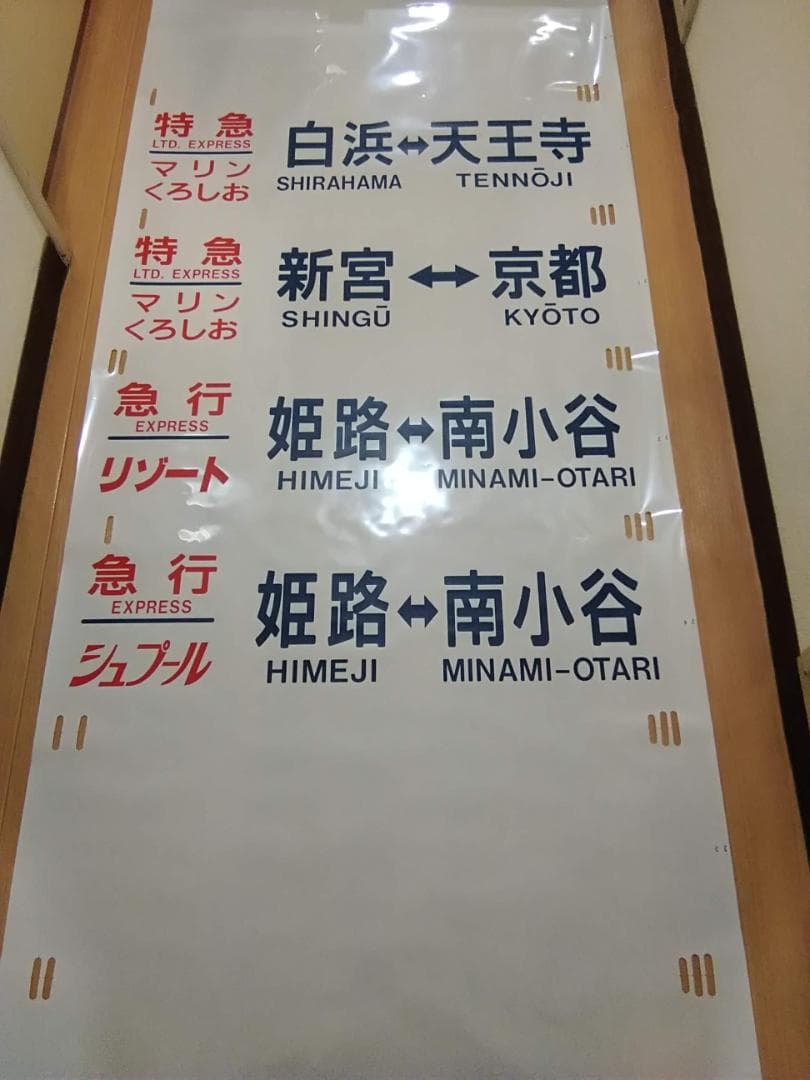 特急 白浜↔天王寺
LTD. EXPRESS
マリン SHIRAHAMA TENNŌJI
くろしお
特急 新宮↔京都
LTD. EXPRESS
マリン SHINGŪ KYŌTO
くろしお
急行 姫路↔南小谷
EXPRESS
リゾート HIMEJI MINAMI-OTARI
急行 姫路↔南小谷
EXPRESS
シュプール HIMEJI MINAMI-OTARI